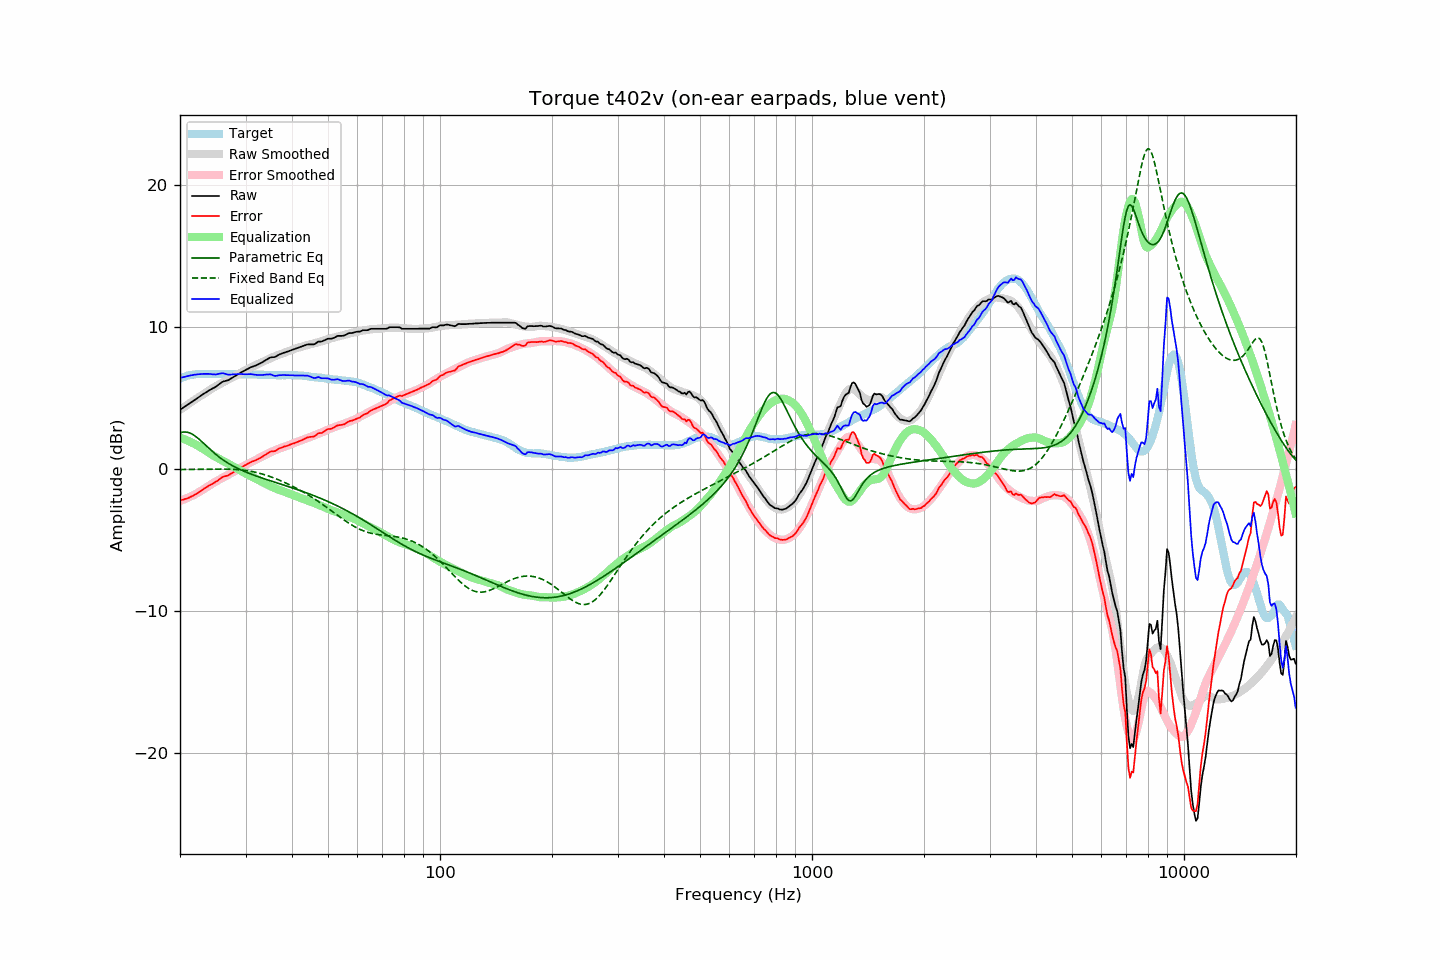 Torque t402v (on-ear earpads, blue vent)
Target
Raw Smoothed
Error Smoothed
Raw
Error
Equalization
Parametric Eq
Fixed Band Eq
Equalized
20
10
0
−10
−20
Amplitude (dBr)
100
1000
10000
Frequency (Hz)